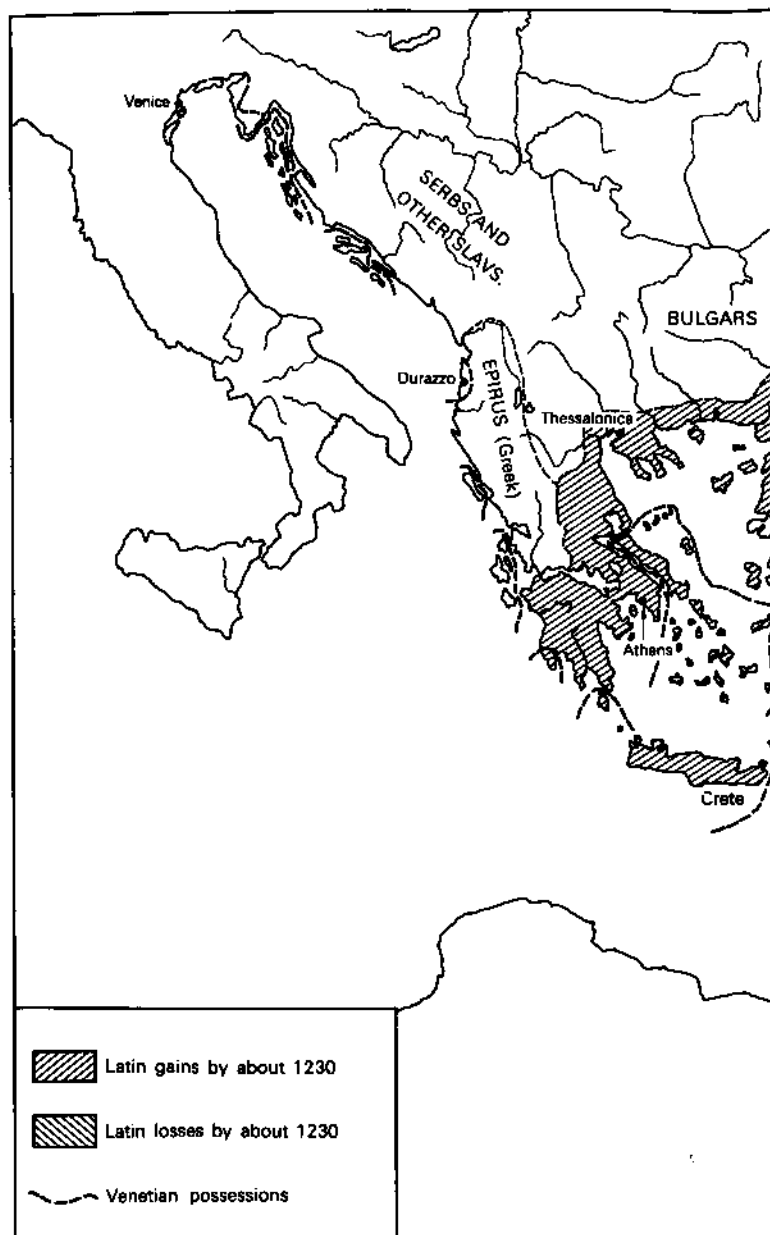 Venice
SERBS AND
OTHER SLAVS.
BULGARS
Durazzo
EPIRUS (Greek)
Thessalonica
Athens
Crete
Latin gains by about 1230
Latin losses by about 1230
Venetian possessions